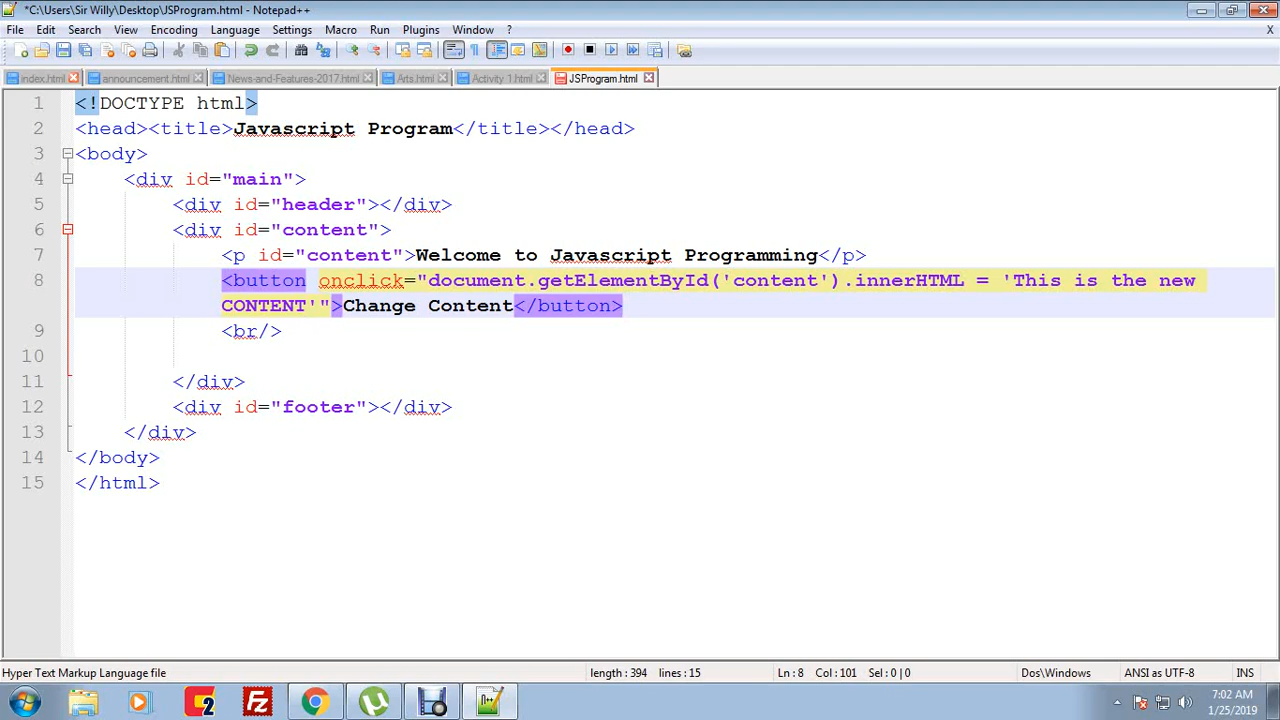 *C:\Users\Sir Willy\Desktop\JSProgram.html - Notepad++
File Edit Search View Encoding Language Settings Macro Run Plugins Window ? X
index.html announcement.html News-and-Features-2017.html Arts.html Activity 1.html JSProgram.html
1 <!DOCTYPE html>
2 <head><title>Javascript Program</title></head>
3 <body>
4 <div id="main">
5 <div id="header"></div>
6 <div id="content">
7 <p id="content">Welcome to Javascript Programming</p>
8 <button onclick="document.getElementById('content').innerHTML = 'This is the new
CONTENT'">Change Content</button>
9 <br/>
10
11 </div>
12 <div id="footer"></div>
13 </div>
14 </body>
15 </html>
Hyper Text Markup Language file length : 394 lines : 15 Ln : 8 Col : 101 Sel : 0 | 0 Dos\Windows ANSI as UTF-8 INS
7:02 AM
1/25/2019